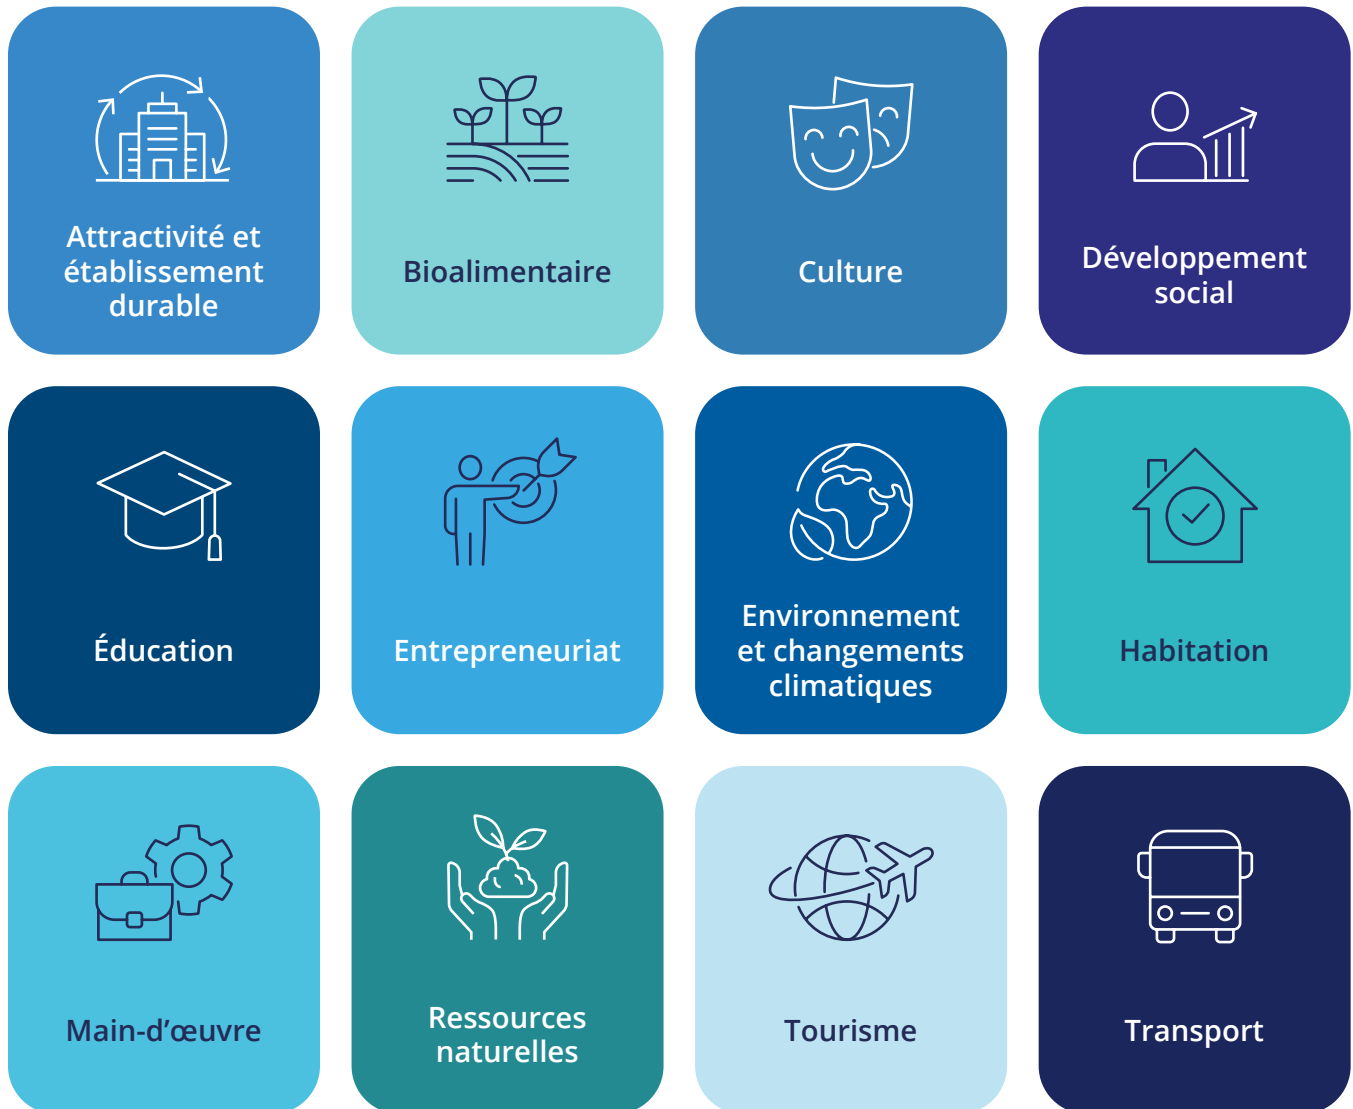 Attractivité et
établissement
durable
Bioalimentaire
Culture
Développement
social
Éducation
Entrepreneuriat
Environnement
et changements
climatiques
Habitation
Main-d’œuvre
Ressources
naturelles
Tourisme
Transport